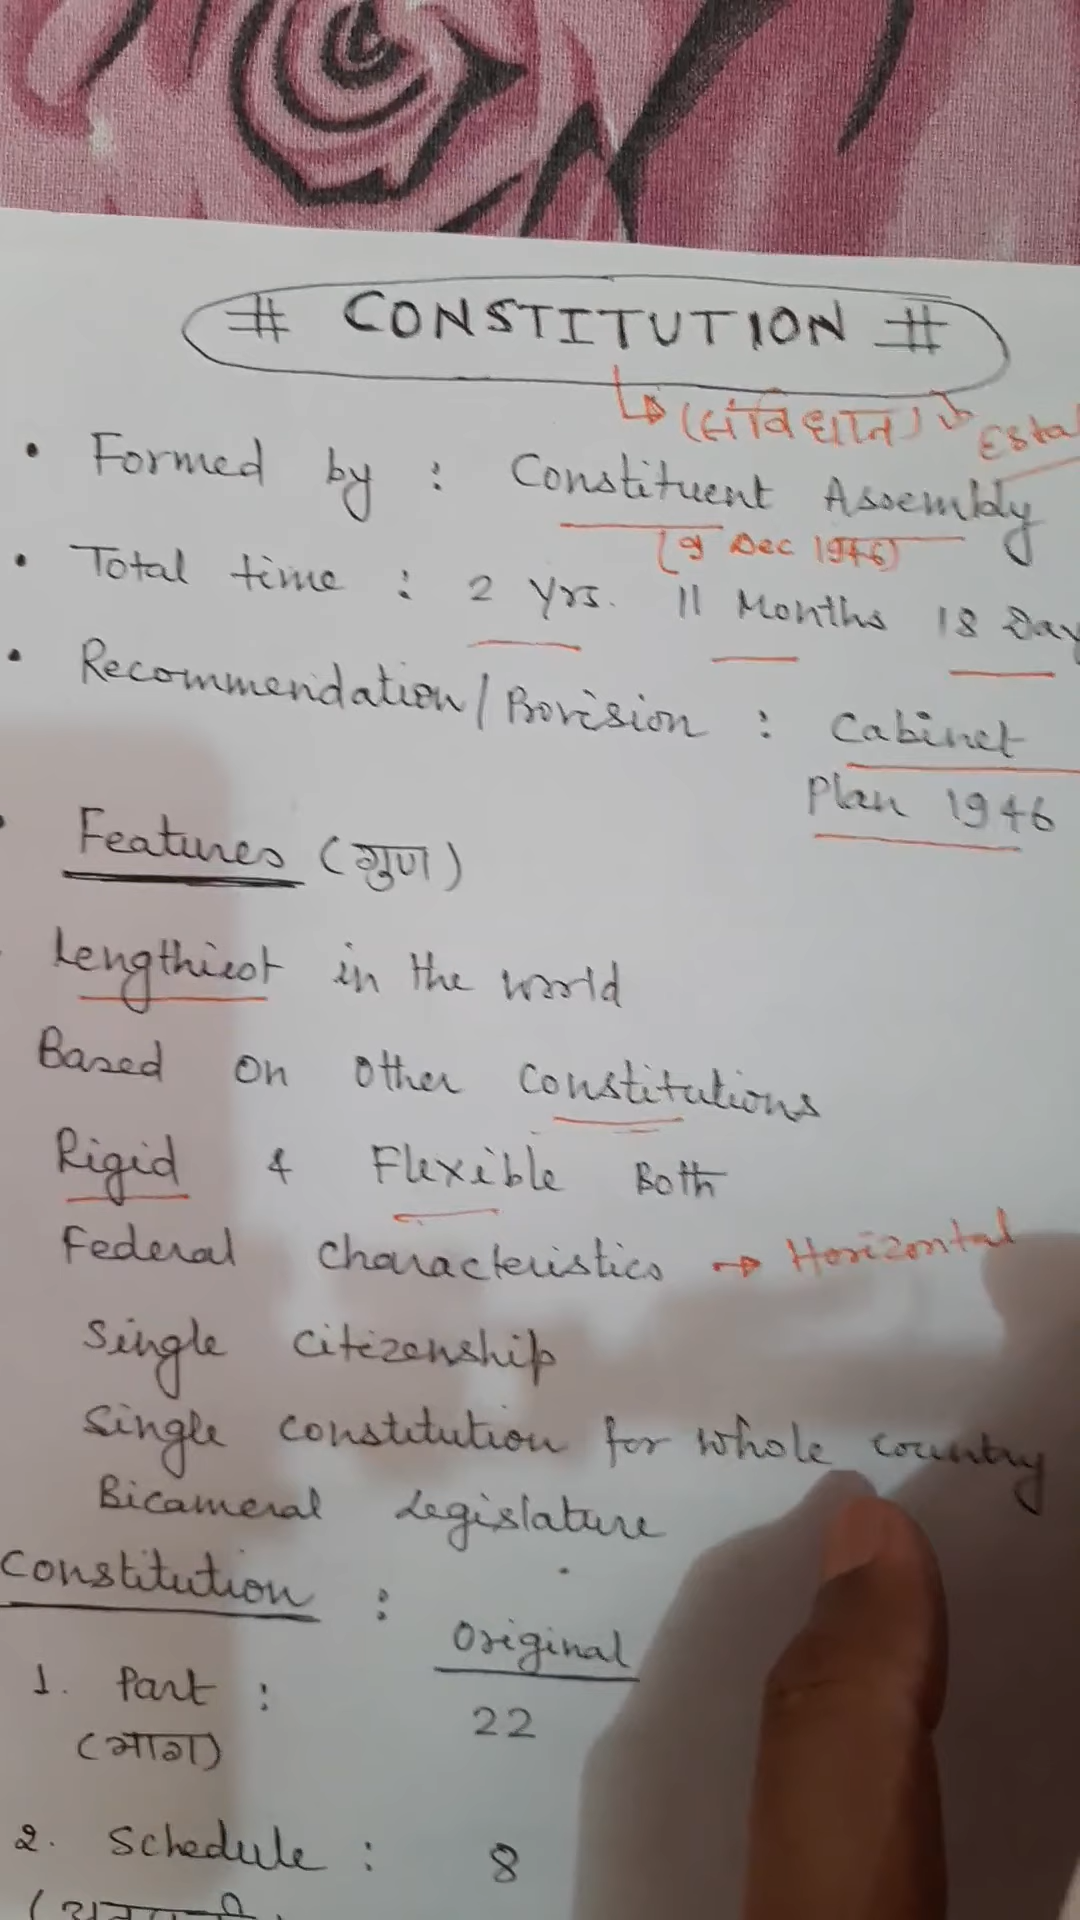 # CONSTITUTION #
↳ (संविधान)
• Formed by : Constituent Assembly
(9 Dec 1946)
• Total time : 2 Yrs. 11 Months 18 Day
• Recommendation / Provision : Cabinet
Plan 1946
Features (गुण)
Lengthiest in the world
Based on Other Constitutions
Rigid & Flexible Both
Federal Characteristics → Horizontal
Single Citizenship
Single Constitution for whole country
Bicameral Legislature
Constitution :
Original
1. Part : 22
(भाग)
2. Schedule : 8